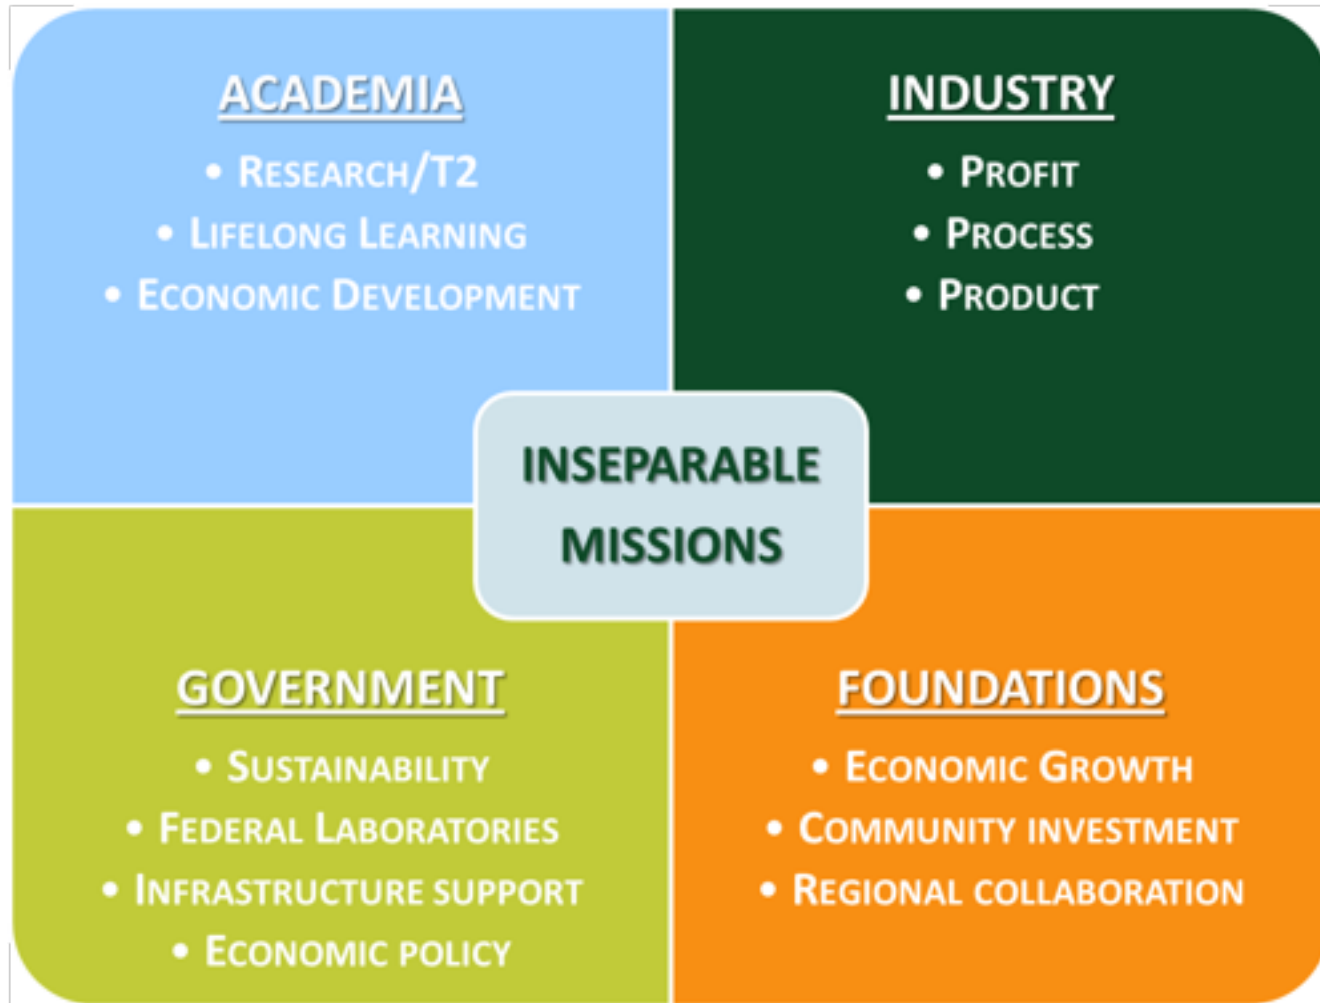 ACADEMIA
• RESEARCH/T2
• LIFELONG LEARNING
• ECONOMIC DEVELOPMENT
INDUSTRY
• PROFIT
• PROCESS
• PRODUCT
INSEPARABLE
MISSIONS
GOVERNMENT
• SUSTAINABILITY
• FEDERAL LABORATORIES
• INFRASTRUCTURE SUPPORT
• ECONOMIC POLICY
FOUNDATIONS
• ECONOMIC GROWTH
• COMMUNITY INVESTMENT
• REGIONAL COLLABORATION